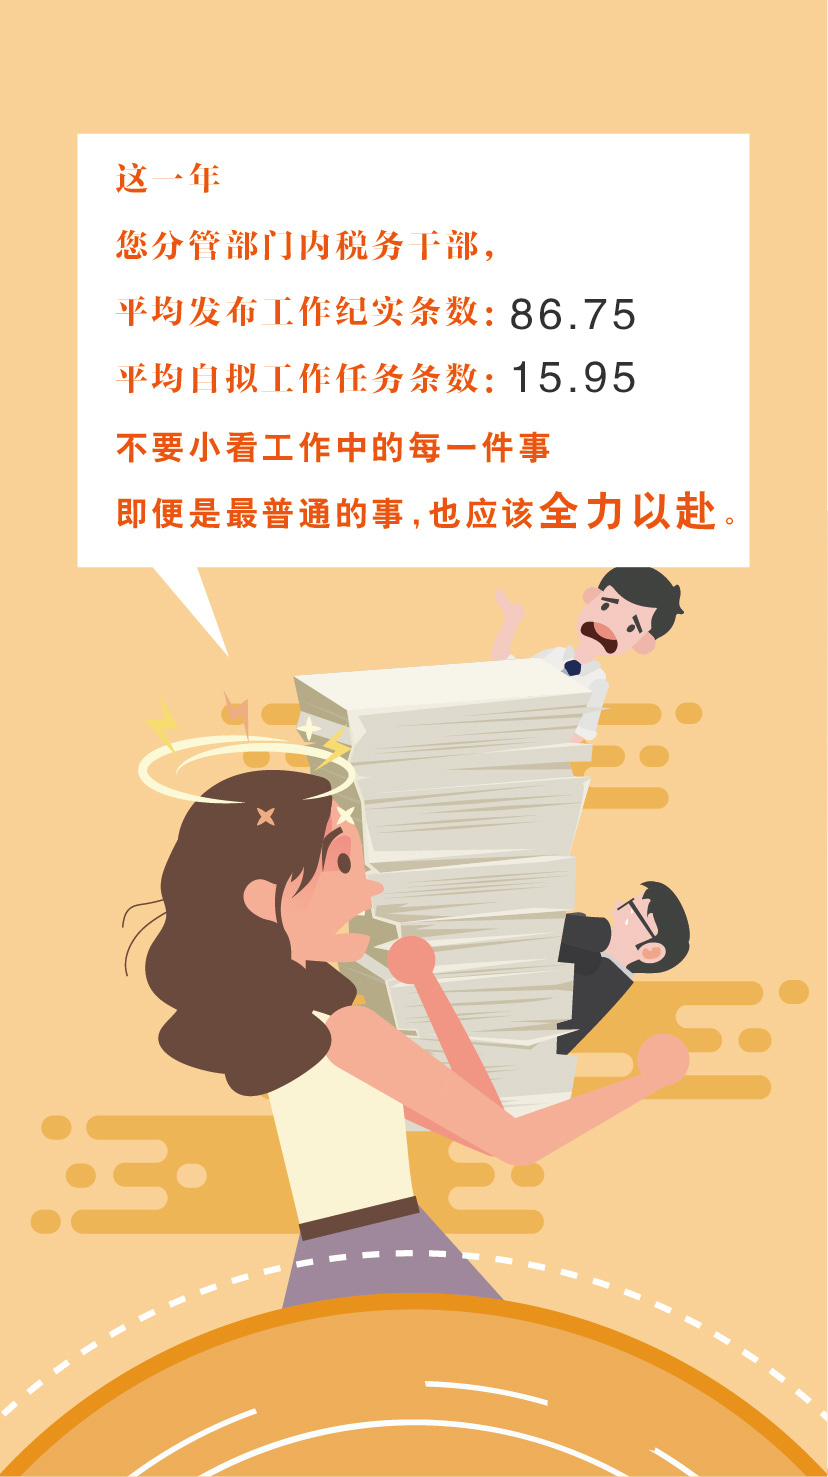 这一年
您分管部门内税务干部，
平均发布工作纪实条数：86.75
平均自拟工作任务条数：15.95
不要小看工作中的每一件事
即便是最普通的事，也应该全力以赴。